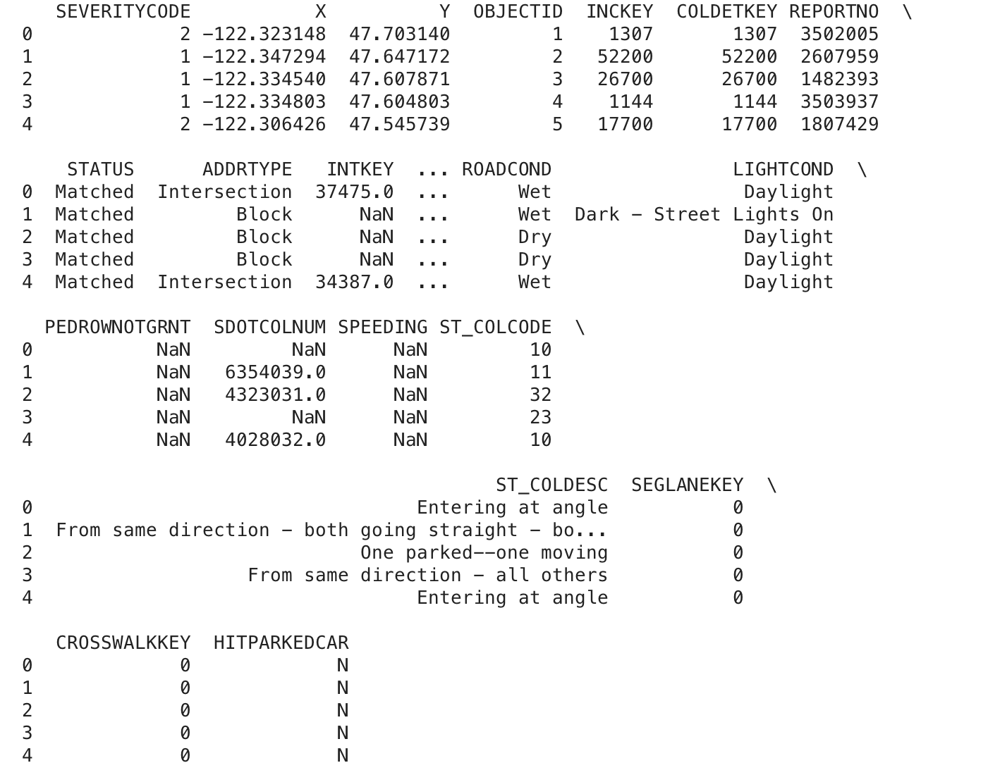 SEVERITYCODE X Y OBJECTID INCKEY COLDETKEY REPORTNO \
0 2 -122.323148 47.703140 1 1307 1307 3502005
1 1 -122.347294 47.647172 2 52200 52200 2607959
2 1 -122.334540 47.607871 3 26700 26700 1482393
3 1 -122.334803 47.604803 4 1144 1144 3503937
4 2 -122.306426 47.545739 5 17700 17700 1807429
STATUS ADDRTYPE INTKEY ... ROADCOND LIGHTCOND \
0 Matched Intersection 37475.0 ... Wet Daylight
1 Matched Block NaN ... Wet Dark - Street Lights On
2 Matched Block NaN ... Dry Daylight
3 Matched Block NaN ... Dry Daylight
4 Matched Intersection 34387.0 ... Wet Daylight
PEDROWNOTGRNT SDOTCOLNUM SPEEDING ST_COLCODE \
0 NaN NaN NaN 10
1 NaN 6354039.0 NaN 11
2 NaN 4323031.0 NaN 32
3 NaN NaN NaN 23
4 NaN 4028032.0 NaN 10
ST_COLDESC SEGLANEKEY \
0 Entering at angle 0
1 From same direction - both going straight - bo... 0
2 One parked--one moving 0
3 From same direction - all others 0
4 Entering at angle 0
CROSSWALKKEY HITPARKEDCAR
0 0 N
1 0 N
2 0 N
3 0 N
4 0 N